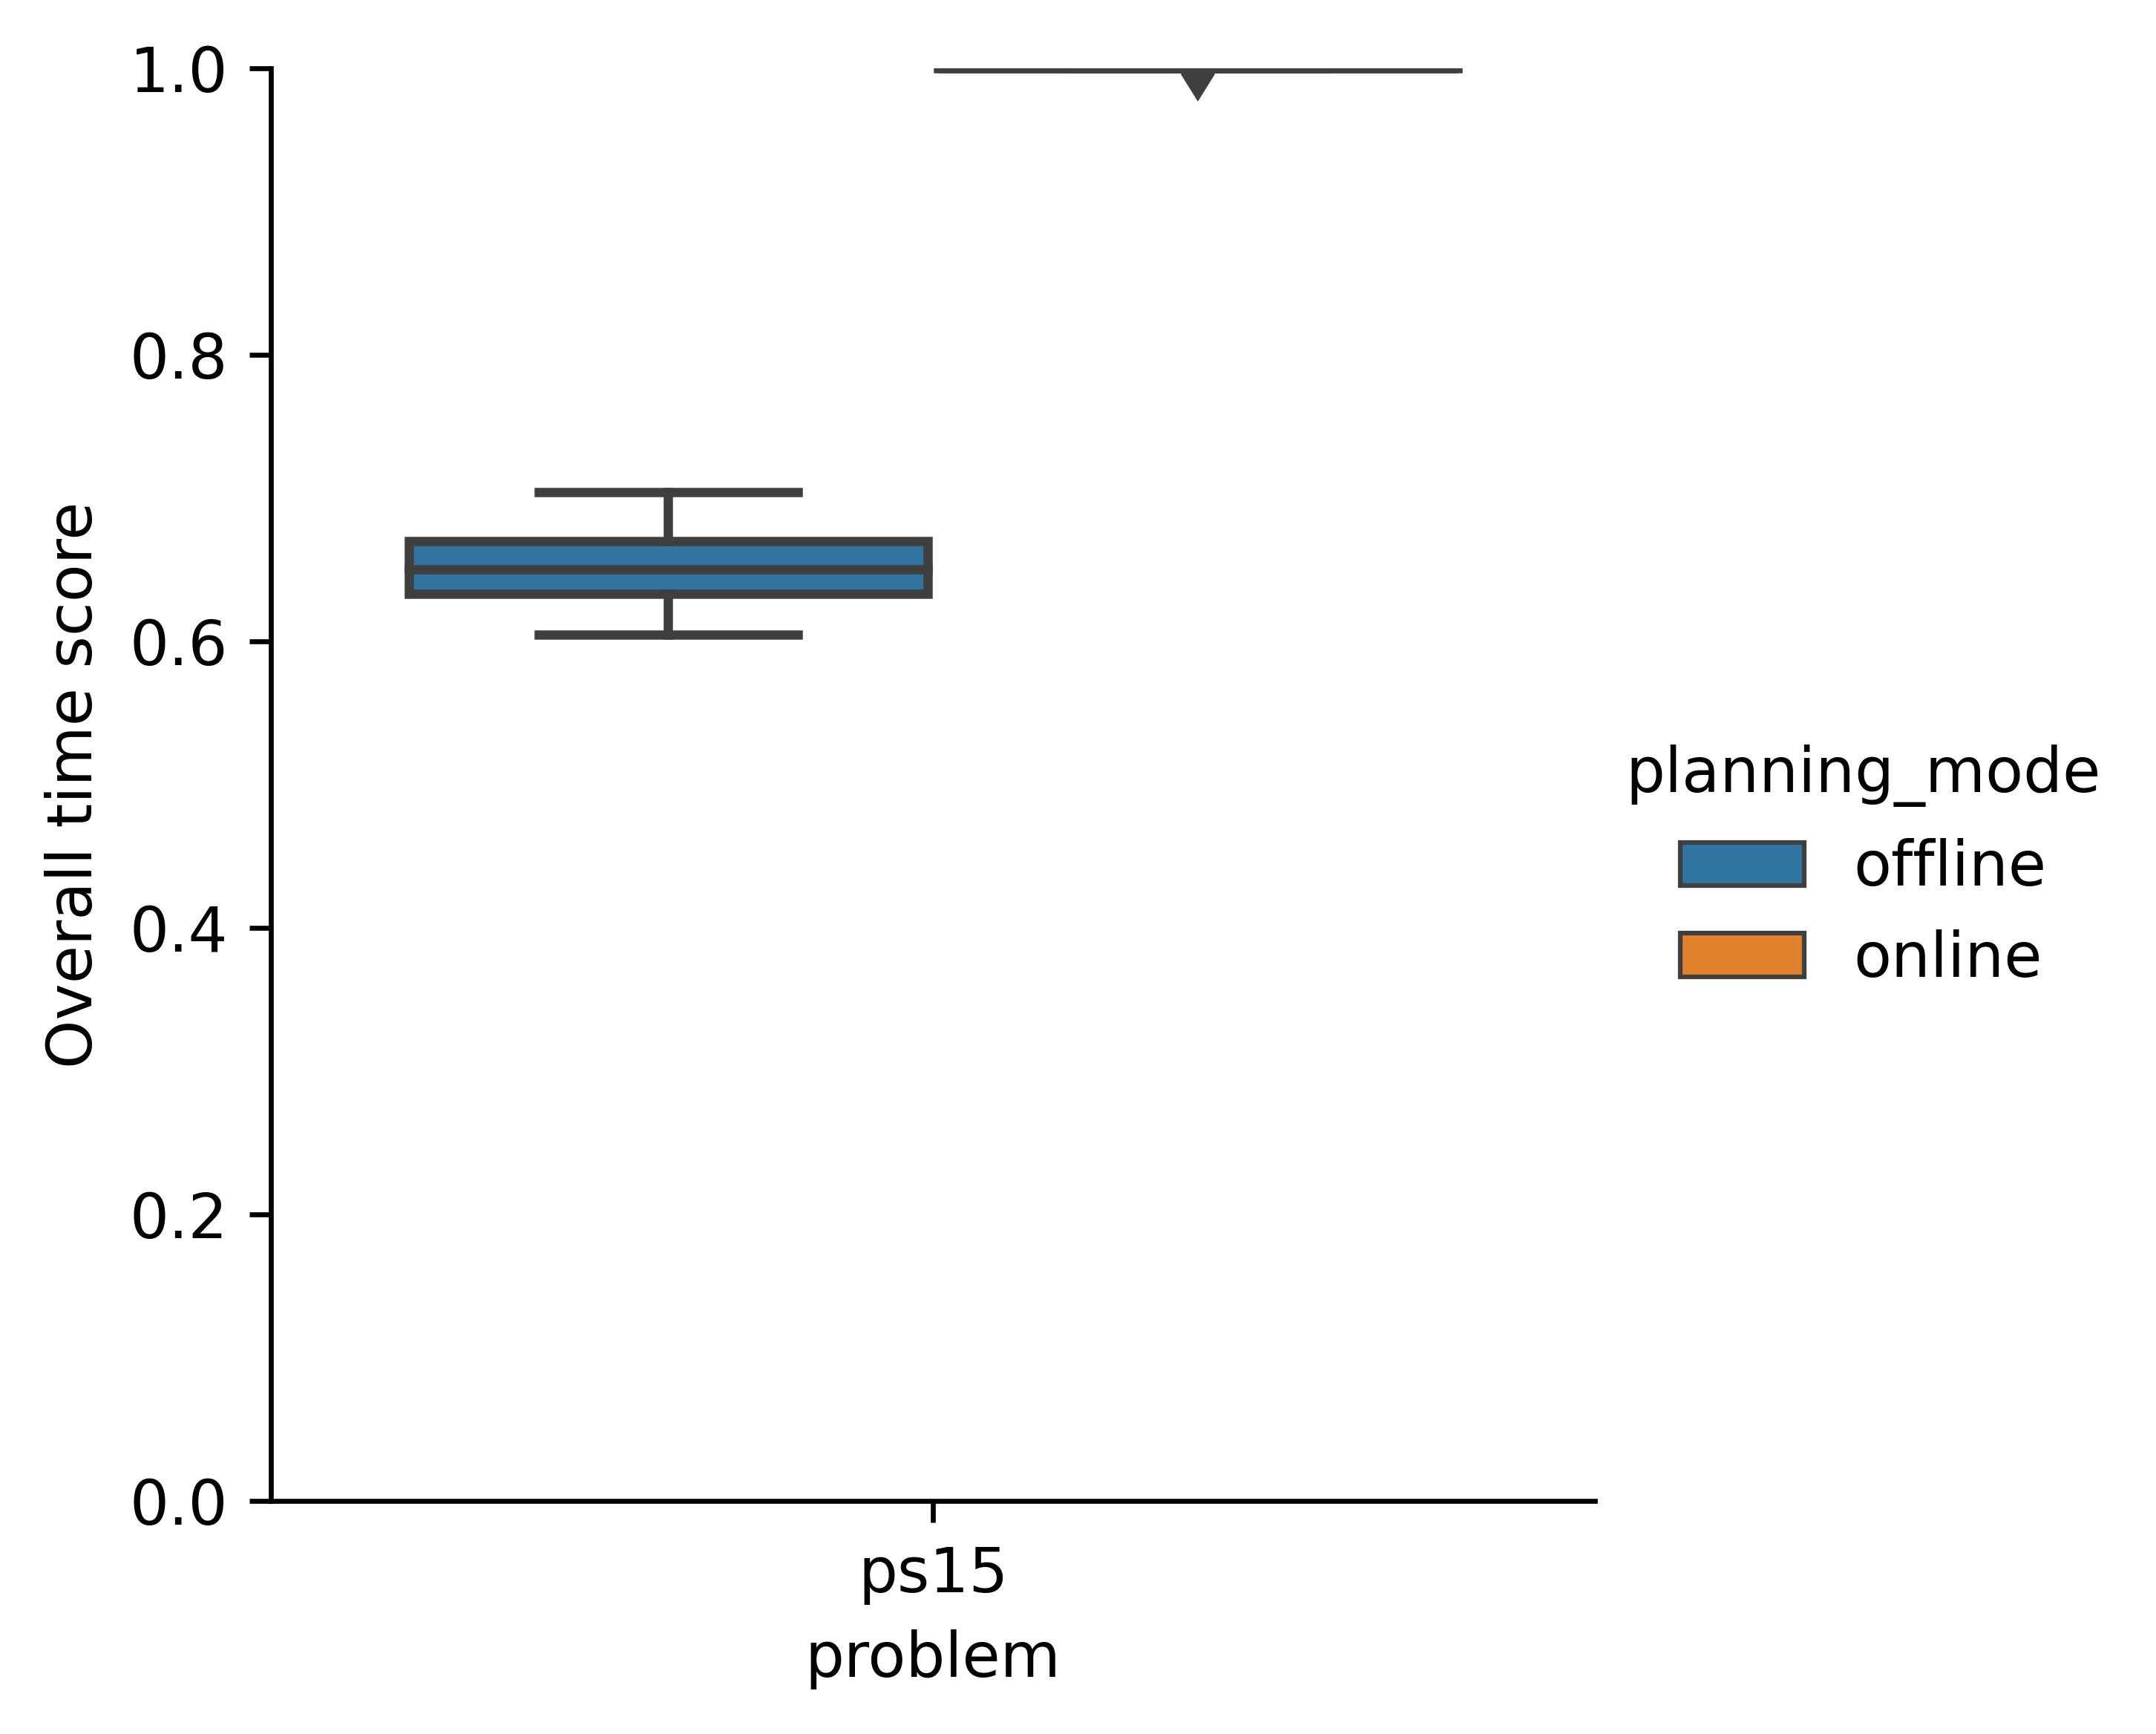 1.0
0.8
0.6
0.4
0.2
0.0
Overall time score
ps15
problem
planning_mode
offline
online